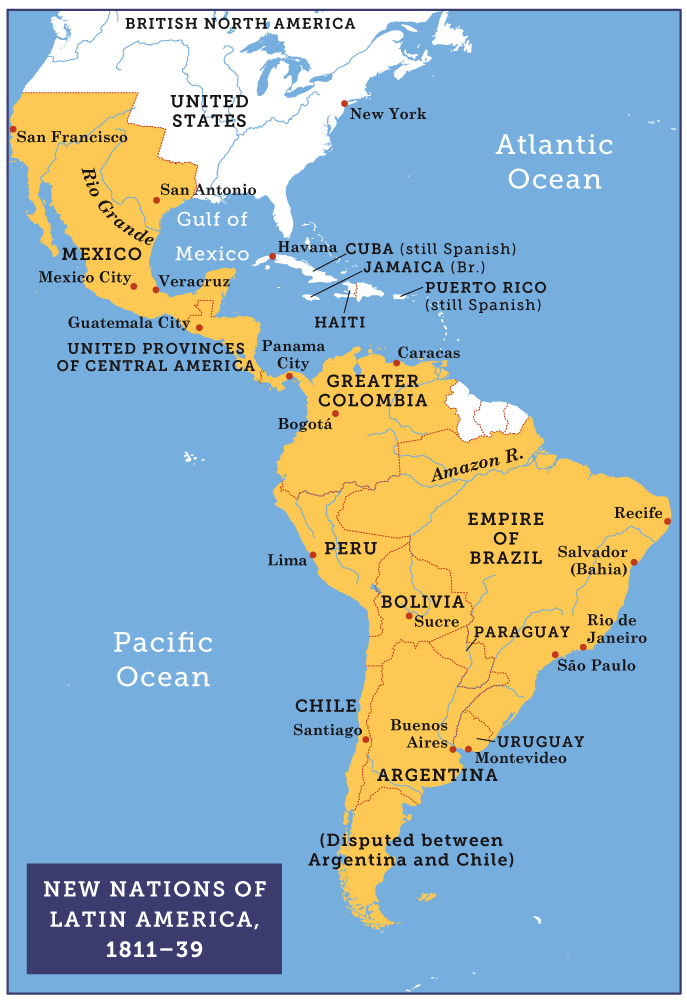 BRITISH NORTH AMERICA
UNITED
STATES
New York
San Francisco
Atlantic
Ocean
Rio Grande
San Antonio
Gulf of
Mexico
MEXICO
Havana
CUBA (still Spanish)
JAMAICA (Br.)
Mexico City
Veracruz
PUERTO RICO
(still Spanish)
HAITI
Guatemala City
UNITED PROVINCES
OF CENTRAL AMERICA
Panama
City
Caracas
GREATER
COLOMBIA
Bogotá
Amazon R.
EMPIRE
OF
BRAZIL
Recife
Lima
PERU
Salvador
(Bahia)
BOLIVIA
Sucre
PARAGUAY
Rio de
Janeiro
São Paulo
Pacific
Ocean
CHILE
Santiago
Buenos
Aires
URUGUAY
Montevideo
ARGENTINA
(Disputed between
Argentina and Chile)
NEW NATIONS OF
LATIN AMERICA,
1811–39